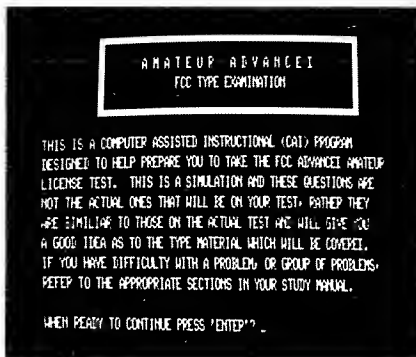 AMATEUR ADVANCED
FCC TYPE EXAMINATION
THIS IS A COMPUTER ASSISTED INSTRUCTIONAL (CAI) PROGRAM
DESIGNED TO HELP PREPARE YOU TO TAKE THE FCC ADVANCED AMATEUR
LICENSE TEST. THIS IS A SIMULATION AND THESE QUESTIONS ARE
NOT THE ACTUAL ONES THAT WILL BE ON YOUR TEST, RATHER THEY
ARE SIMILIAR TO THOSE ON THE ACTUAL TEST AND WILL GIVE YOU
A GOOD IDEA AS TO THE TYPE MATERIAL WHICH WILL BE COVERED.
IF YOU HAVE DIFFICULTY WITH A PROBLEM, OR GROUP OF PROBLEMS,
REFER TO THE APPROPRIATE SECTIONS IN YOUR STUDY MANUAL.
WHEN READY TO CONTINUE PRESS 'ENTER'? _